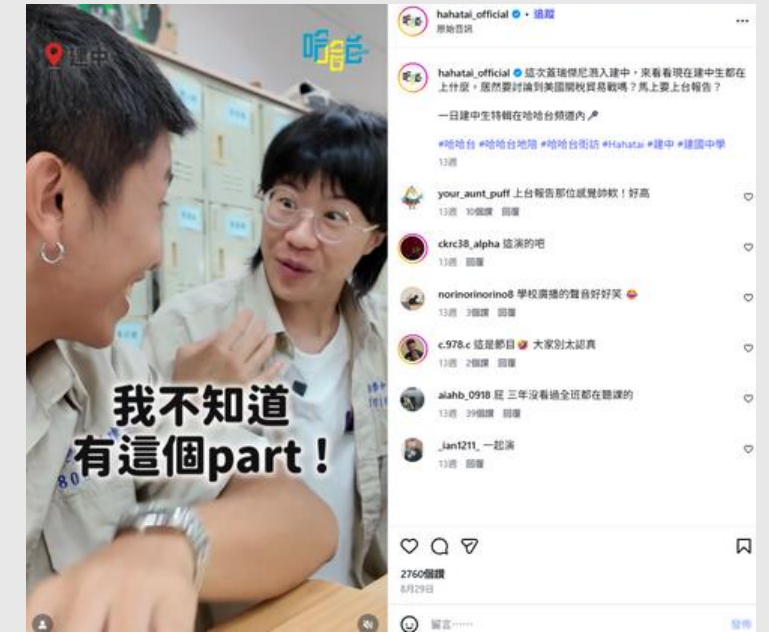 建中
哈哈台
我不知道
有這個part！
hahatai_official • 追蹤
原始音訊
hahatai_official 這次蓋瑞傑尼混入建中，來看看現在建中生都在
上什麼，居然要討論到美國關稅貿易戰嗎？馬上要上台報告？
一日建中生特輯在哈哈台頻道內🎤
#哈哈台 #哈哈台地陪 #哈哈台街訪 #Hahatai #建中 #建國中學
13週
your_aunt_puff 上台報告那位感覺帥欸！好高
13週 10個讚 回覆
ckrc38_alpha 這演的吧
13週 回覆
norinorinorino8 學校廣播的聲音好好笑 😂
13週 3個讚 回覆
c.978.c 這是節目🤣 大家別太認真
13週 2個讚 回覆
aiahb_0918 屁 三年沒看過全班都在聽課的
13週 39個讚 回覆
_ian1211_ 一起演
13週 回覆
2760個讚
8月29日
留言⋯⋯
發佈